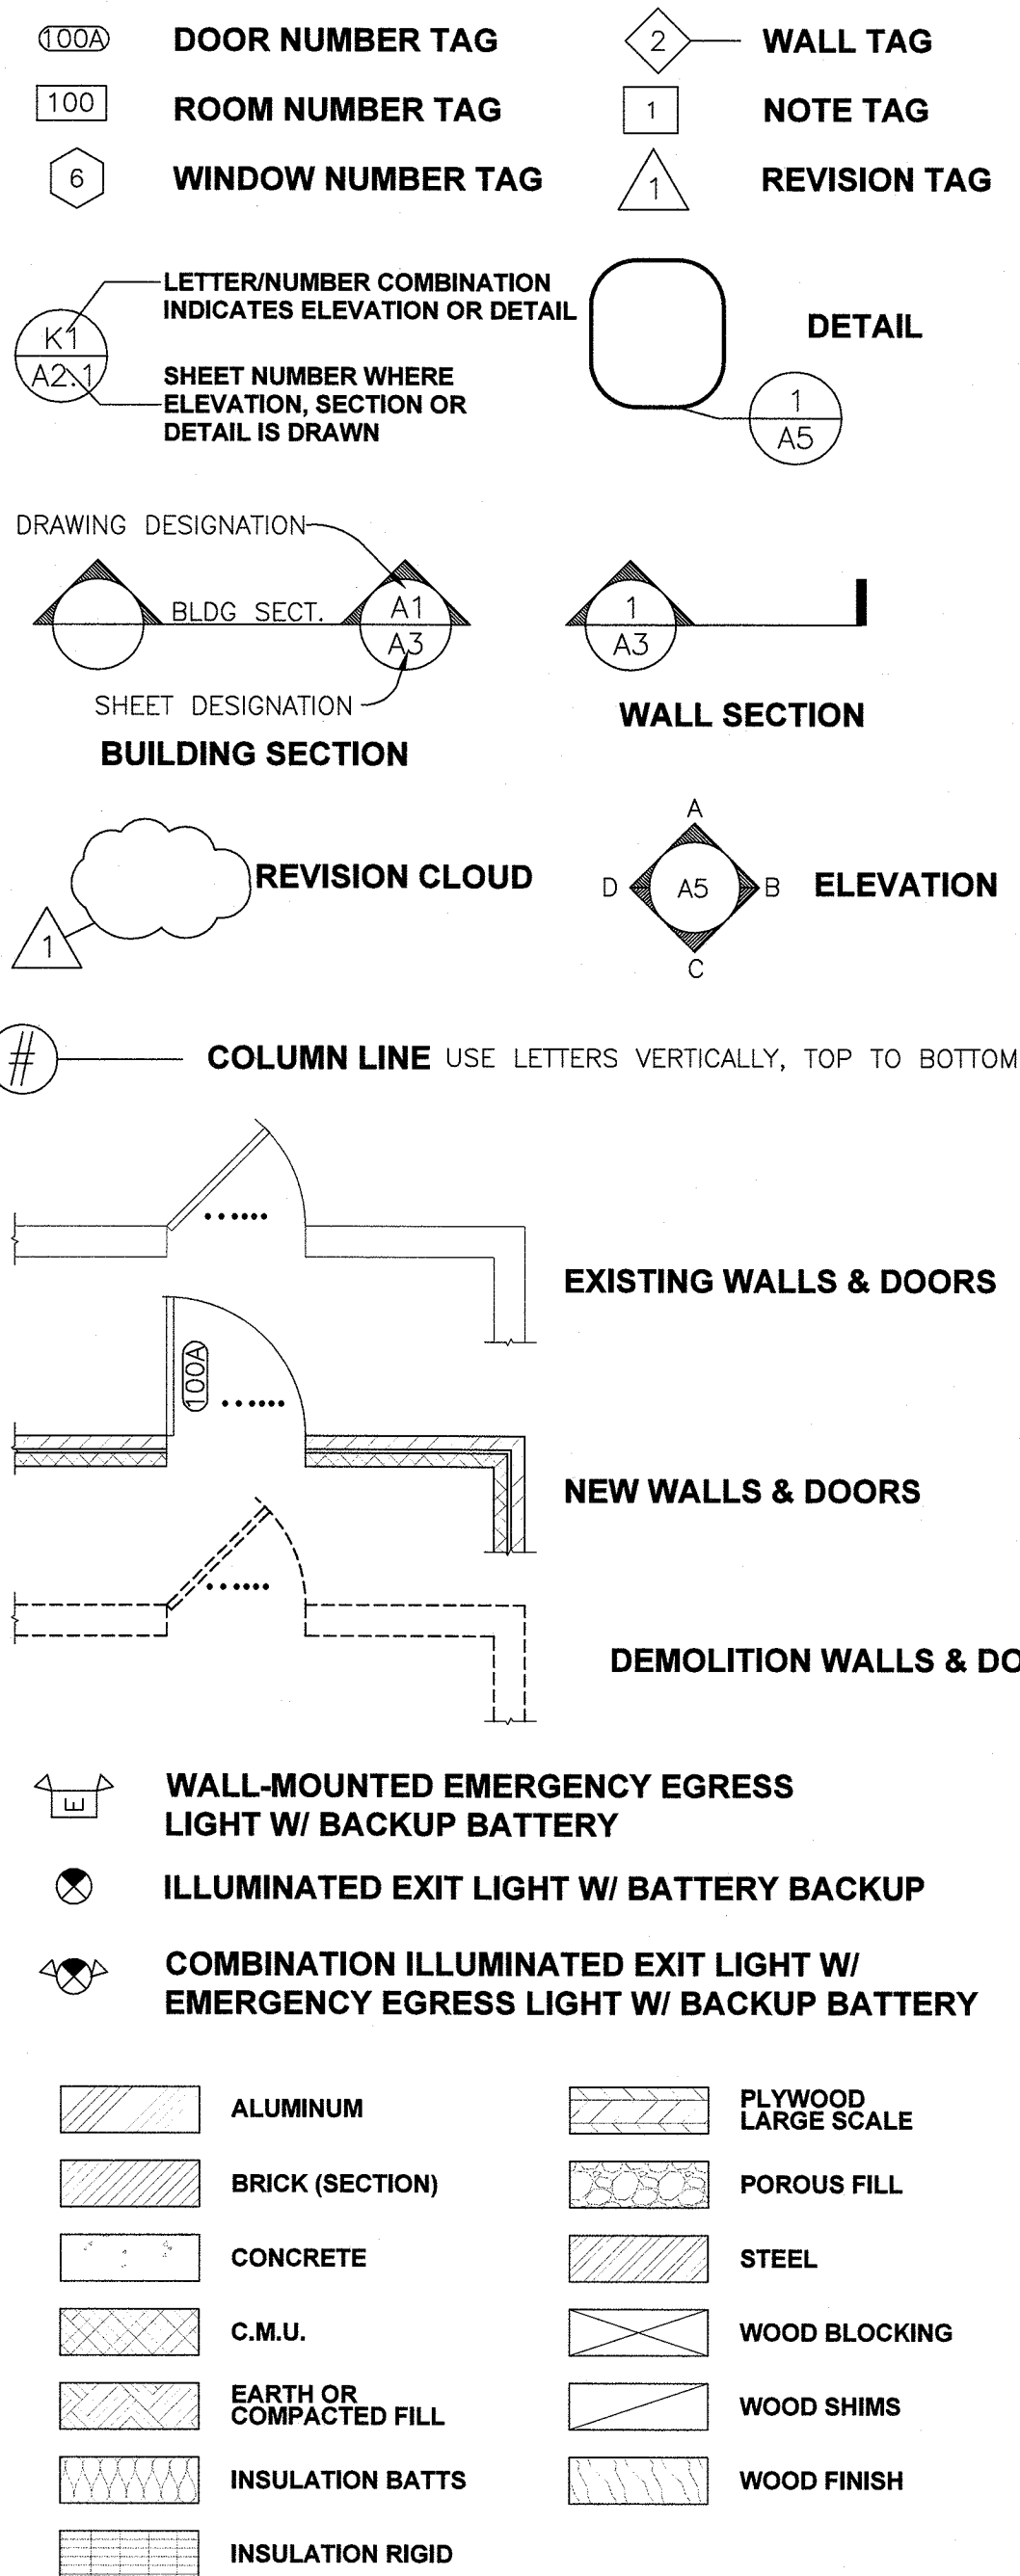 100A DOOR NUMBER TAG
2 WALL TAG
100 ROOM NUMBER TAG
1 NOTE TAG
6 WINDOW NUMBER TAG
1 REVISION TAG
LETTER/NUMBER COMBINATION
INDICATES ELEVATION OR DETAIL
K1
A2.1
SHEET NUMBER WHERE
ELEVATION, SECTION OR
DETAIL IS DRAWN
DETAIL
1
A5
DRAWING DESIGNATION
BLDG SECT.
A1
A3
SHEET DESIGNATION
BUILDING SECTION
1
A3
WALL SECTION
REVISION CLOUD
1
A
D A5 B ELEVATION
C
# COLUMN LINE USE LETTERS VERTICALLY, TOP TO BOTTOM
EXISTING WALLS & DOORS
100A
NEW WALLS & DOORS
DEMOLITION WALLS & DO
E
WALL-MOUNTED EMERGENCY EGRESS
LIGHT W/ BACKUP BATTERY
ILLUMINATED EXIT LIGHT W/ BATTERY BACKUP
COMBINATION ILLUMINATED EXIT LIGHT W/
EMERGENCY EGRESS LIGHT W/ BACKUP BATTERY
ALUMINUM
PLYWOOD
LARGE SCALE
BRICK (SECTION)
POROUS FILL
CONCRETE
STEEL
C.M.U.
WOOD BLOCKING
EARTH OR
COMPACTED FILL
WOOD SHIMS
INSULATION BATTS
WOOD FINISH
INSULATION RIGID